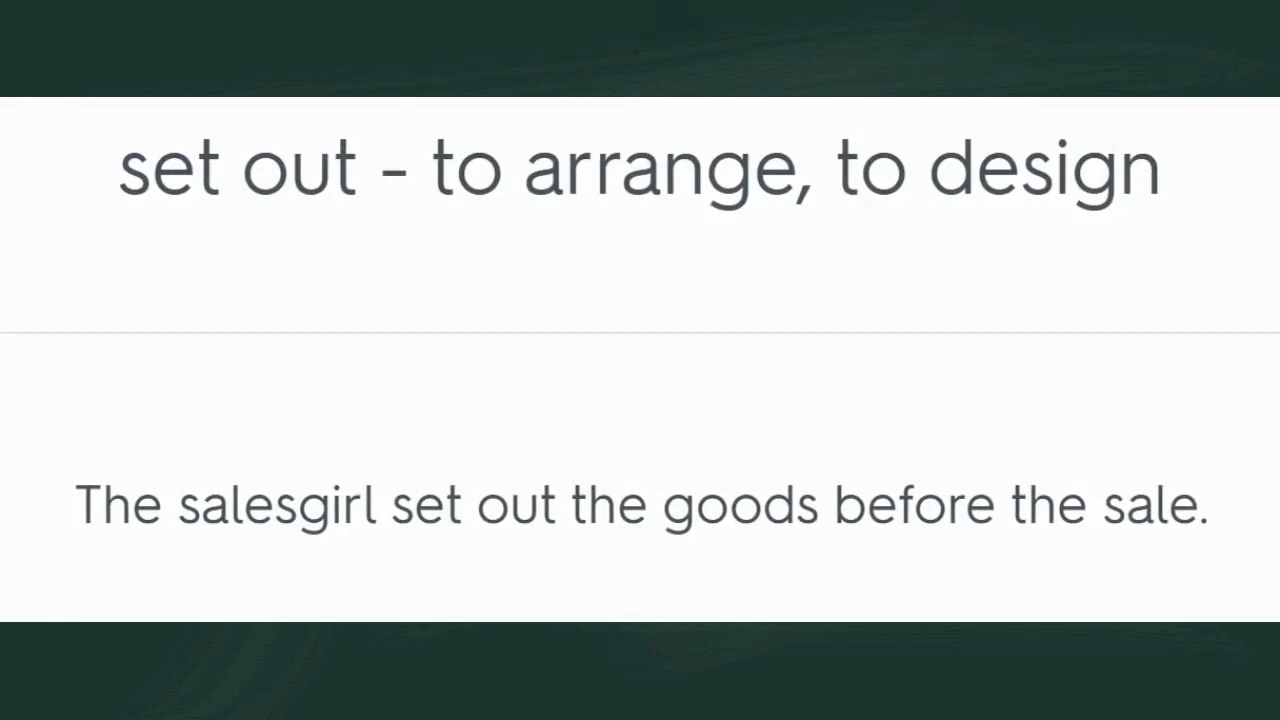 set out - to arrange, to design
The salesgirl set out the goods before the sale.